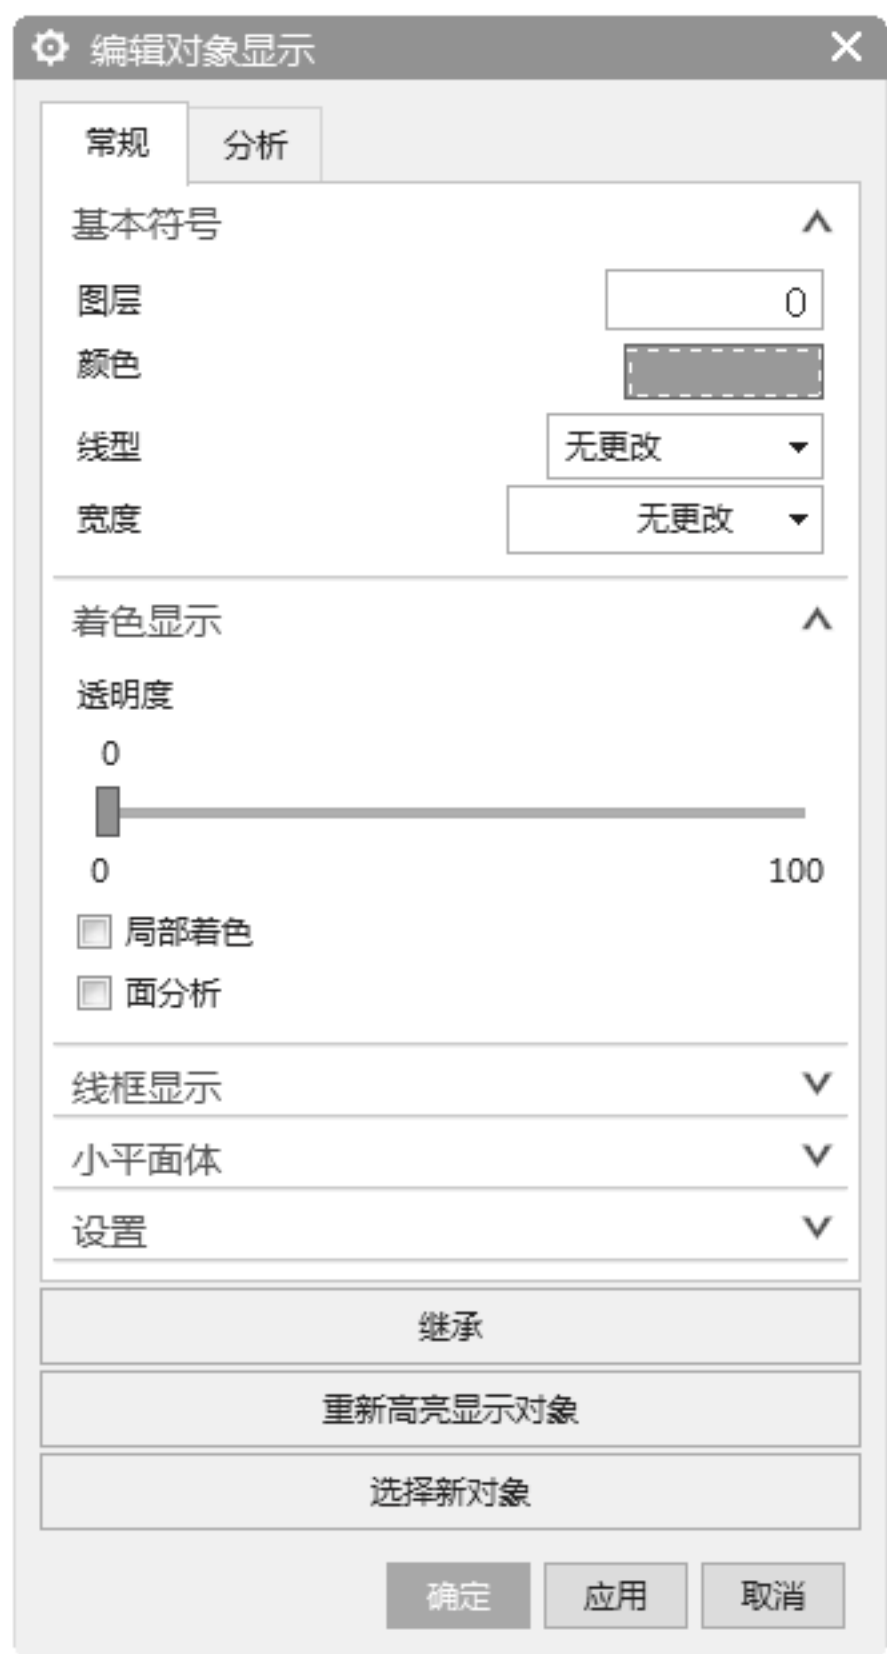 编辑对象显示
常规 分析
基本符号
图层 0
颜色
线型 无更改
宽度 无更改
着色显示
透明度
0
0 100
局部着色
面分析
线框显示
小平面体
设置
继承
重新高亮显示对象
选择新对象
确定 应用 取消